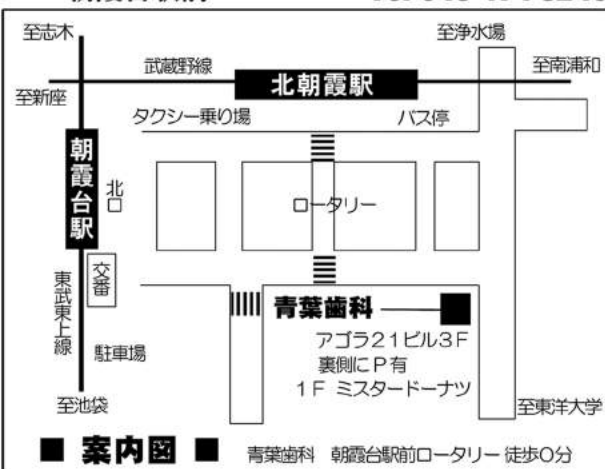 至志木
至浄水場
武蔵野線
北朝霞駅
至南浦和
至新座
タクシー乗り場
バス停
朝霞台駅
北口
ロータリー
交番
東武東上線
青葉歯科
アゴラ21ビル3F
裏側にP有
1F ミスタードーナツ
駐車場
至池袋
至東洋大学
■ 案内図 ■
青葉歯科 朝霞台駅前ロータリー 徒歩0分